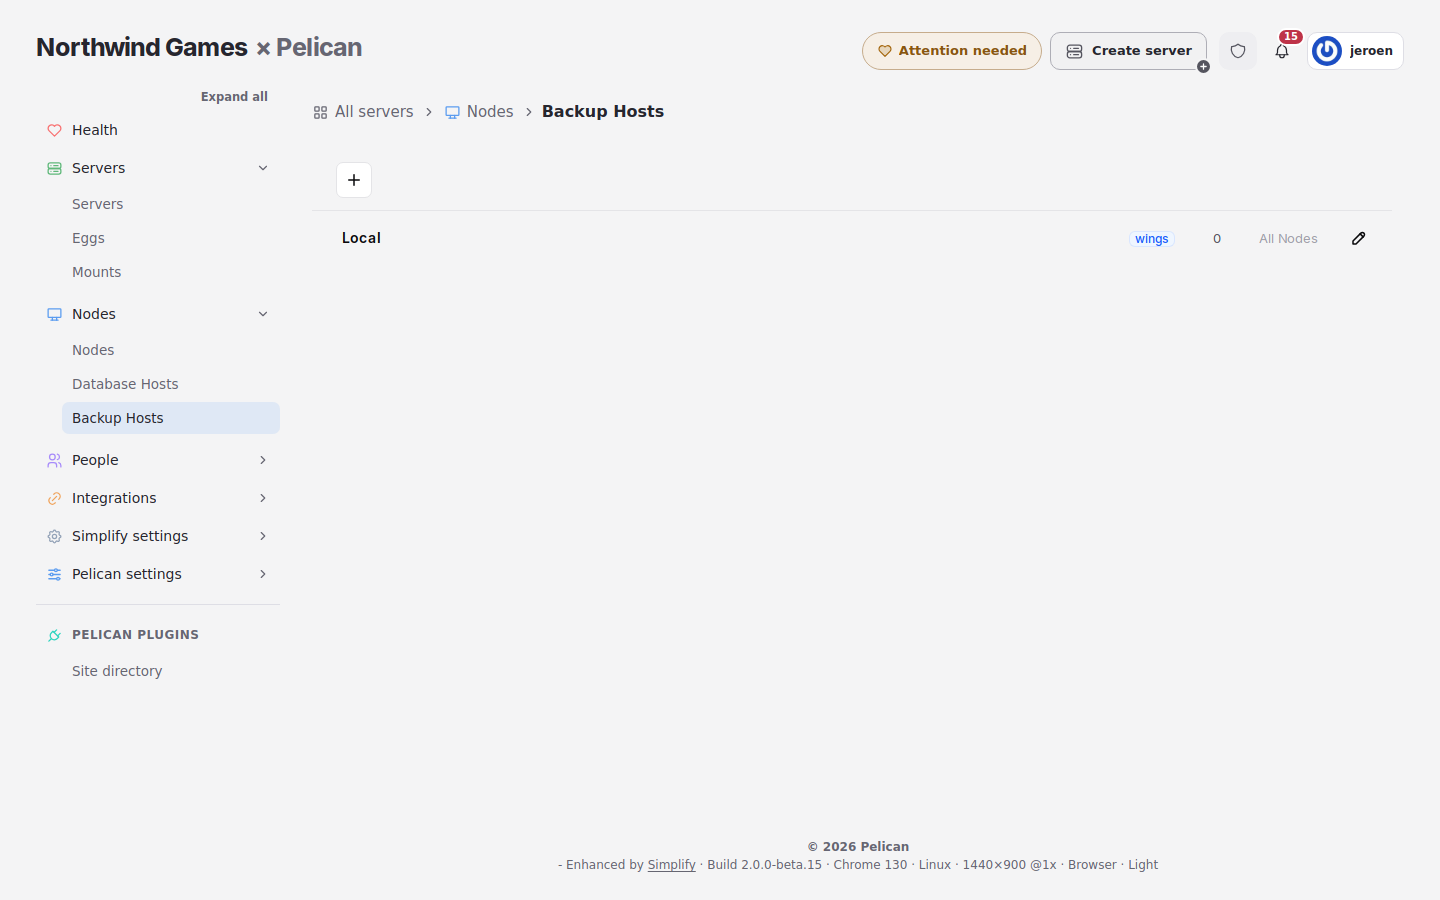 Northwind Games × Pelican
Attention needed
Create server
15
jeroen
Expand all
Health
Servers
Servers
Eggs
Mounts
Nodes
Nodes
Database Hosts
Backup Hosts
People
Integrations
Simplify settings
Pelican settings
PELICAN PLUGINS
Site directory
All servers > Nodes > Backup Hosts
Local wings 0 All Nodes
© 2026 Pelican
- Enhanced by Simplify · Build 2.0.0-beta.15 · Chrome 130 · Linux · 1440×900 @1x · Browser · Light